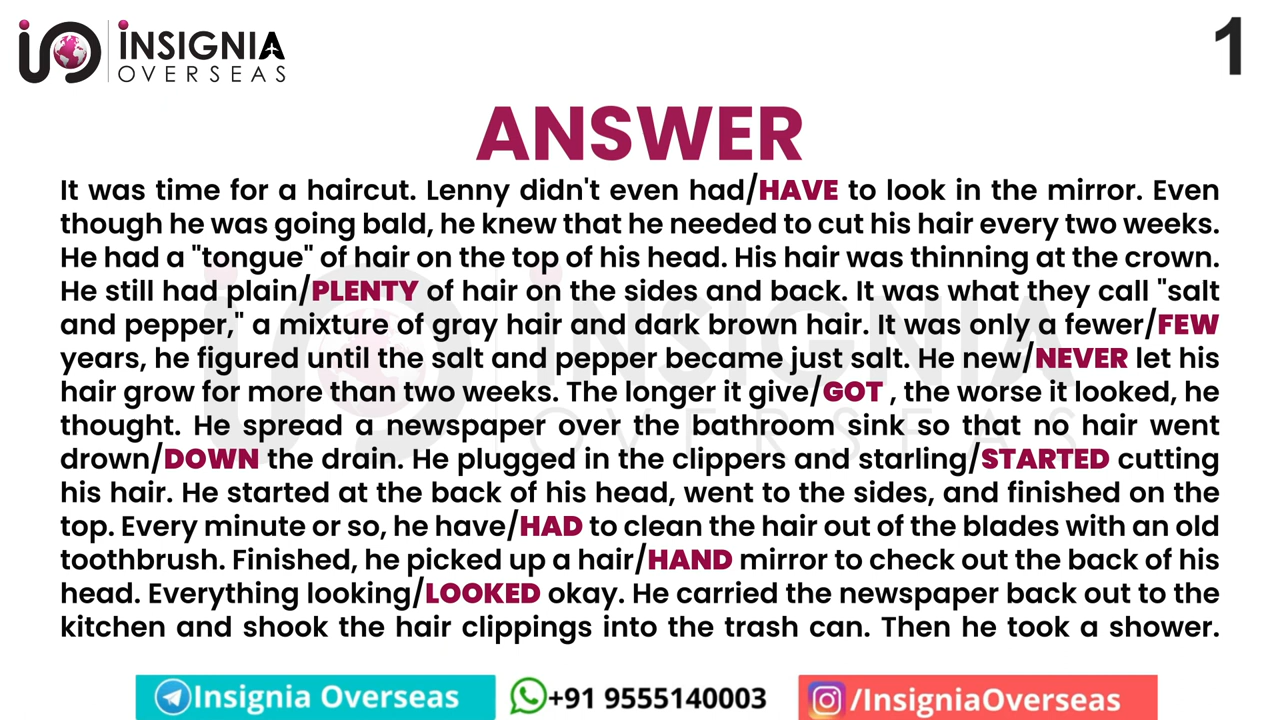 iNSIGNIA
OVERSEAS
1
ANSWER
It was time for a haircut. Lenny didn't even had/HAVE to look in the mirror. Even
though he was going bald, he knew that he needed to cut his hair every two weeks.
He had a "tongue" of hair on the top of his head. His hair was thinning at the crown.
He still had plain/PLENTY of hair on the sides and back. It was what they call "salt
and pepper," a mixture of gray hair and dark brown hair. It was only a fewer/FEW
years, he figured until the salt and pepper became just salt. He new/NEVER let his
hair grow for more than two weeks. The longer it give/GOT , the worse it looked, he
thought. He spread a newspaper over the bathroom sink so that no hair went
drown/DOWN the drain. He plugged in the clippers and starling/STARTED cutting
his hair. He started at the back of his head, went to the sides, and finished on the
top. Every minute or so, he have/HAD to clean the hair out of the blades with an old
toothbrush. Finished, he picked up a hair/HAND mirror to check out the back of his
head. Everything looking/LOOKED okay. He carried the newspaper back out to the
kitchen and shook the hair clippings into the trash can. Then he took a shower.
Insignia Overseas
+91 9555140003
/InsigniaOverseas